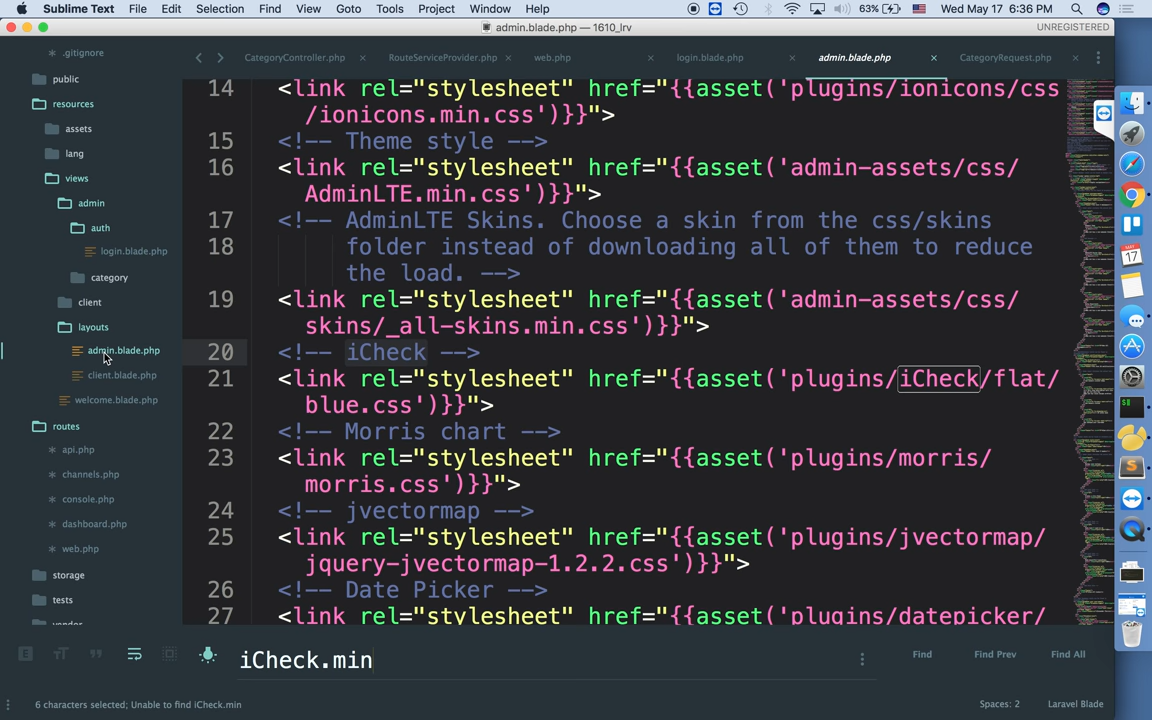 Sublime Text File Edit Selection Find View Goto Tools Project Window Help 63% Wed May 17 6:36 PM
admin.blade.php — 1610_lrv UNREGISTERED
CategoryController.php × RouteServiceProvider.php × web.php × login.blade.php × admin.blade.php × CategoryRequest.php ×
.gitignore
public
resources
assets
lang
views
admin
auth
login.blade.php
category
client
layouts
admin.blade.php
client.blade.php
welcome.blade.php
routes
api.php
channels.php
console.php
dashboard.php
web.php
storage
tests
vendor
14 <link rel="stylesheet" href="{{asset('plugins/ionicons/css
/ionicons.min.css')}}">
15 <!-- Theme style -->
16 <link rel="stylesheet" href="{{asset('admin-assets/css/
AdminLTE.min.css')}}">
17 <!-- AdminLTE Skins. Choose a skin from the css/skins
18 folder instead of downloading all of them to reduce
the load. -->
19 <link rel="stylesheet" href="{{asset('admin-assets/css/
skins/_all-skins.min.css')}}">
20 <!-- iCheck -->
21 <link rel="stylesheet" href="{{asset('plugins/iCheck/flat/
blue.css')}}">
22 <!-- Morris chart -->
23 <link rel="stylesheet" href="{{asset('plugins/morris/
morris.css')}}">
24 <!-- jvectormap -->
25 <link rel="stylesheet" href="{{asset('plugins/jvectormap/
jquery-jvectormap-1.2.2.css')}}">
26 <!-- Date Picker -->
27 <link rel="stylesheet" href="{{asset('plugins/datepicker/
MAY
17
iCheck.min
Find Find Prev Find All
6 characters selected; Unable to find iCheck.min Spaces: 2 Laravel Blade